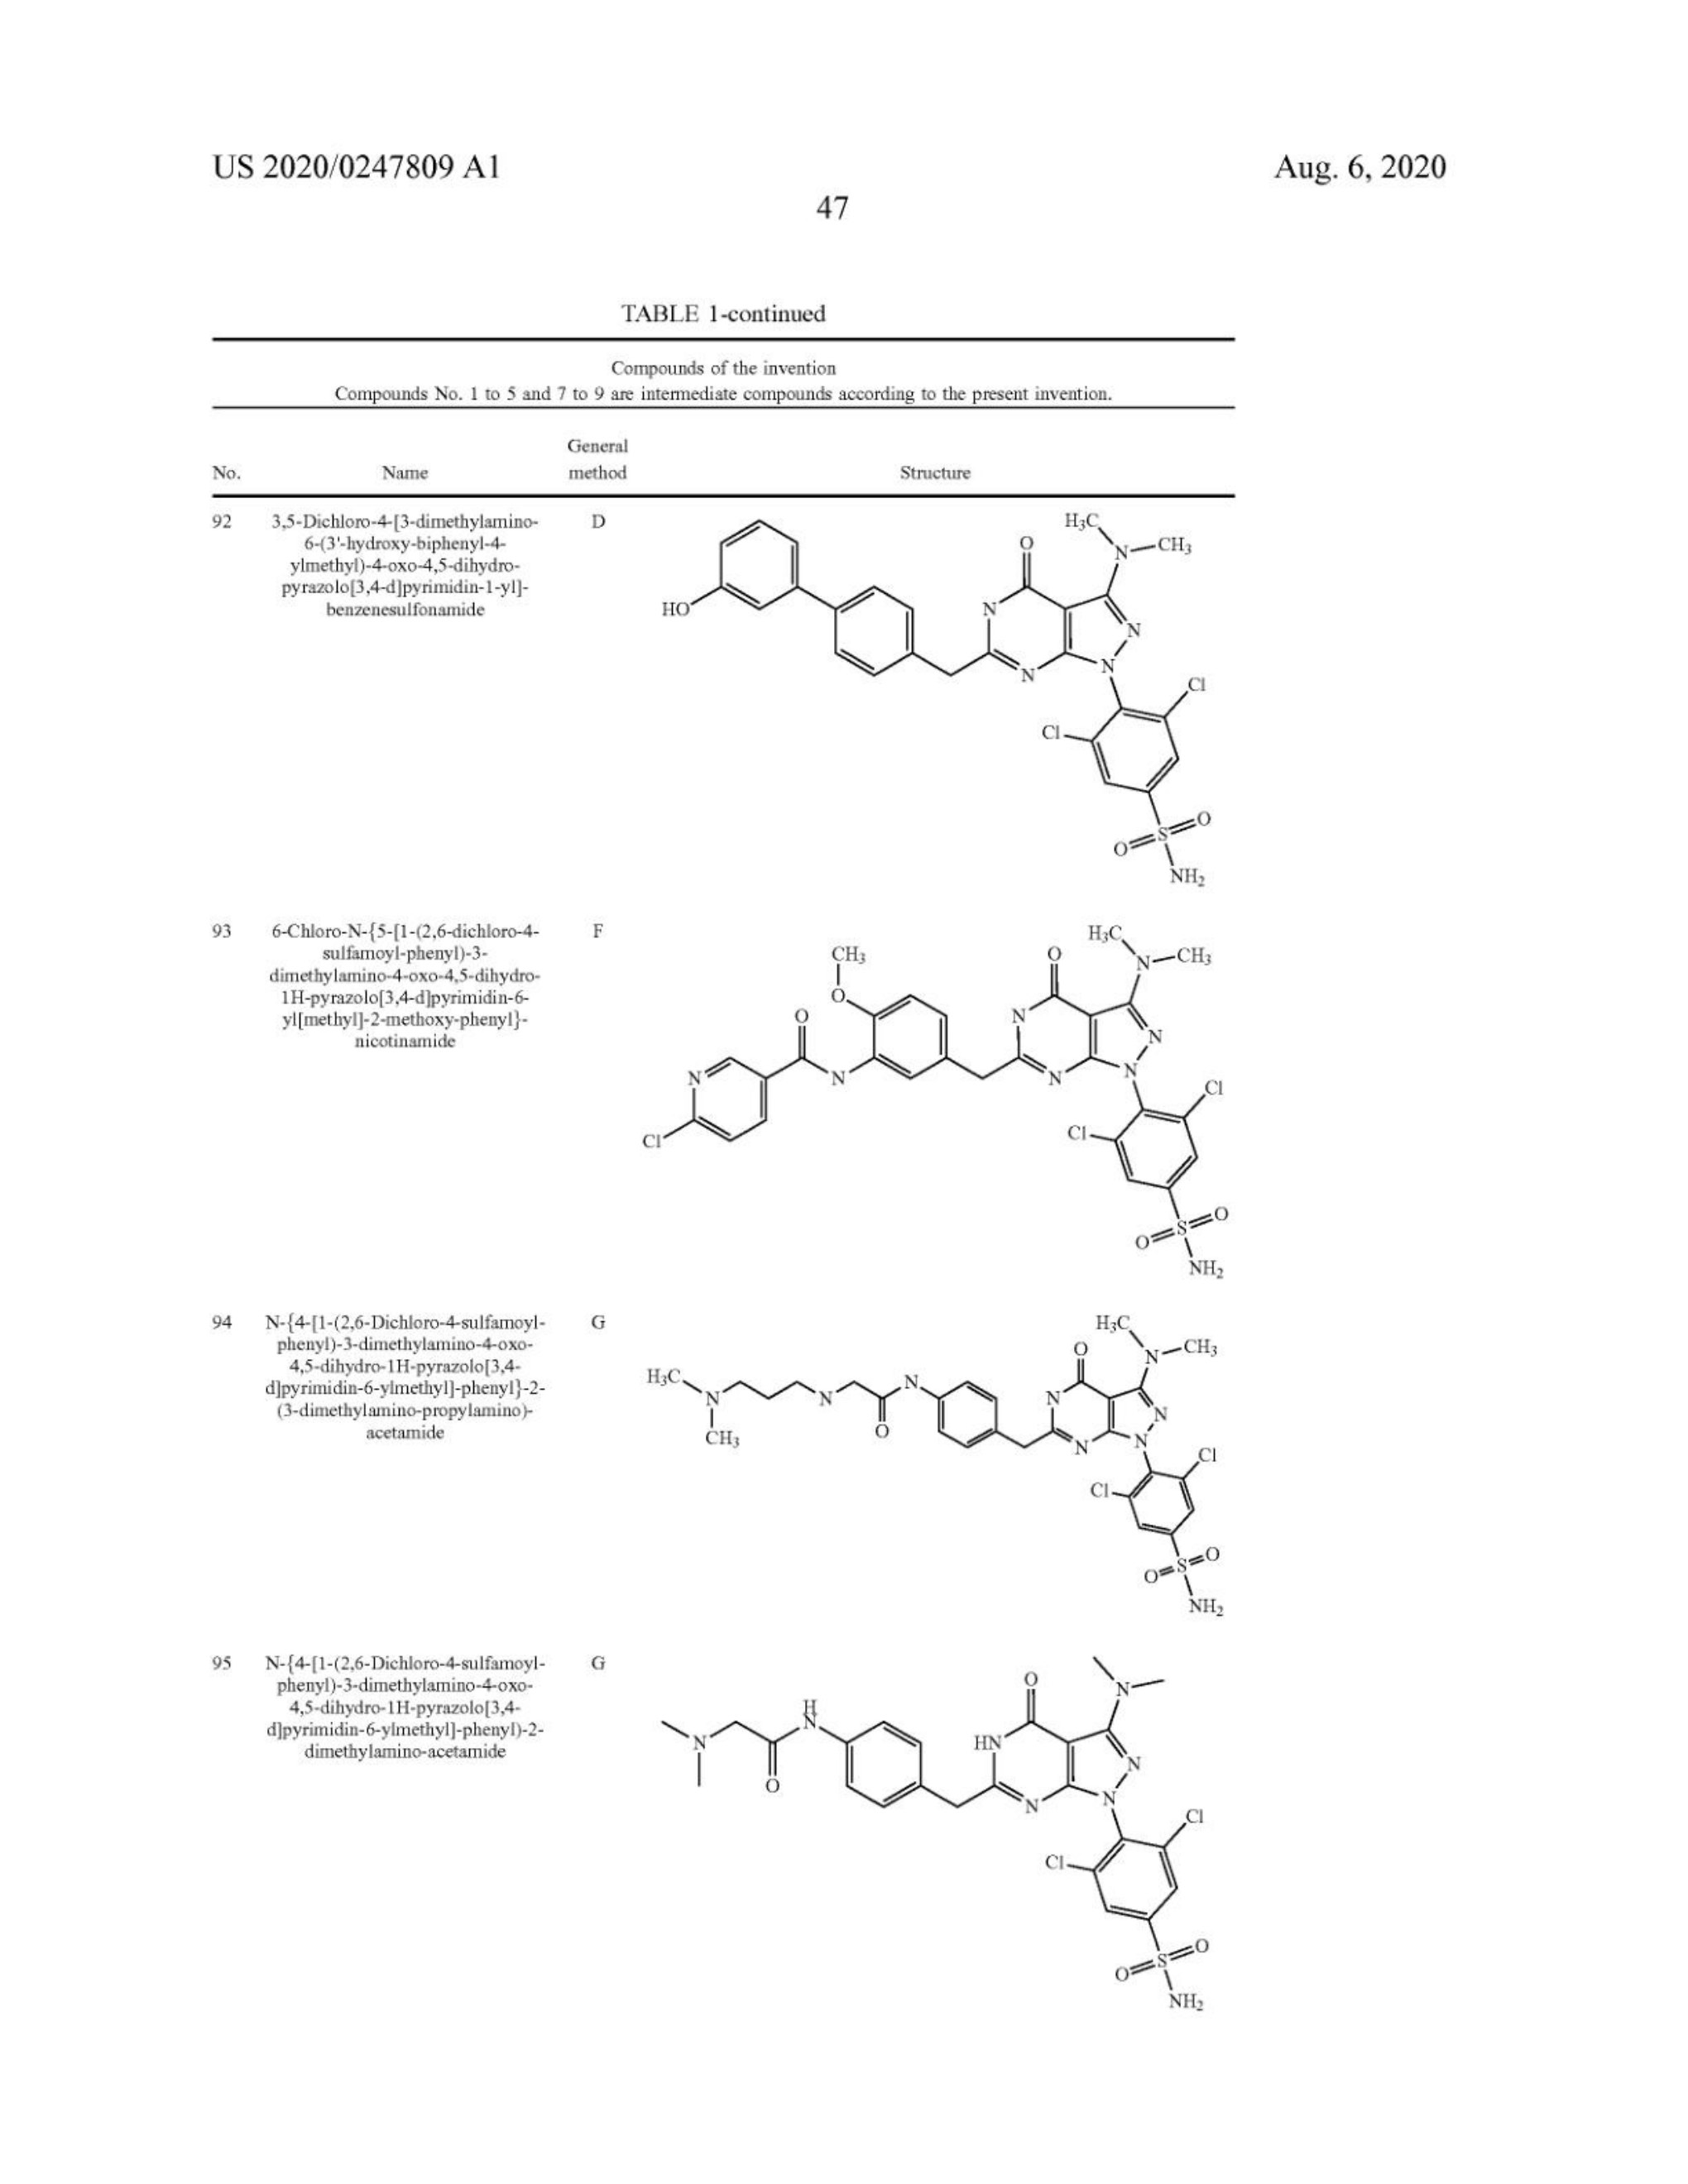 US 2020/0247809 A1
Aug. 6, 2020
47
TABLE 1-continued
Compounds of the invention
Compounds No. 1 to 5 and 7 to 9 are intermediate compounds according to the present invention.
General
No. Name method Structure
92 3,5-Dichloro-4-[3-dimethylamino- D
6-(3'-hydroxy-biphenyl-4-
ylmethyl)-4-oxo-4,5-dihydro-
pyrazolo[3,4-d]pyrimidin-1-yl]-
benzenesulfonamide
H₃C
O
N—CH₃
N
HO
N
N
N
Cl
Cl
O
S
O
NH₂
93 6-Chloro-N-{5-[1-(2,6-dichloro-4- F
sulfamoyl-phenyl)-3-
dimethylamino-4-oxo-4,5-dihydro-
1H-pyrazolo[3,4-d]pyrimidin-6-
yl[methyl]-2-methoxy-phenyl}-
nicotinamide
H₃C
CH₃
O
N—CH₃
O
O
N
N
N
N
N
N
Cl
Cl
Cl
O
S
O
NH₂
94 N-{4-[1-(2,6-Dichloro-4-sulfamoyl- G
phenyl)-3-dimethylamino-4-oxo-
4,5-dihydro-1H-pyrazolo[3,4-
d]pyrimidin-6-ylmethyl]-phenyl}-2-
(3-dimethylamino-propylamino)-
acetamide
H₃C
O
N—CH₃
H₃C
N
N
N
N
N
O
CH₃
N
N
Cl
Cl
O
S
O
NH₂
95 N-{4-[1-(2,6-Dichloro-4-sulfamoyl- G
phenyl)-3-dimethylamino-4-oxo-
4,5-dihydro-1H-pyrazolo[3,4-
d]pyrimidin-6-ylmethyl]-phenyl)-2-
dimethylamino-acetamide
O
N
H
N
N
HN
N
O
N
N
Cl
Cl
O
S
O
NH₂